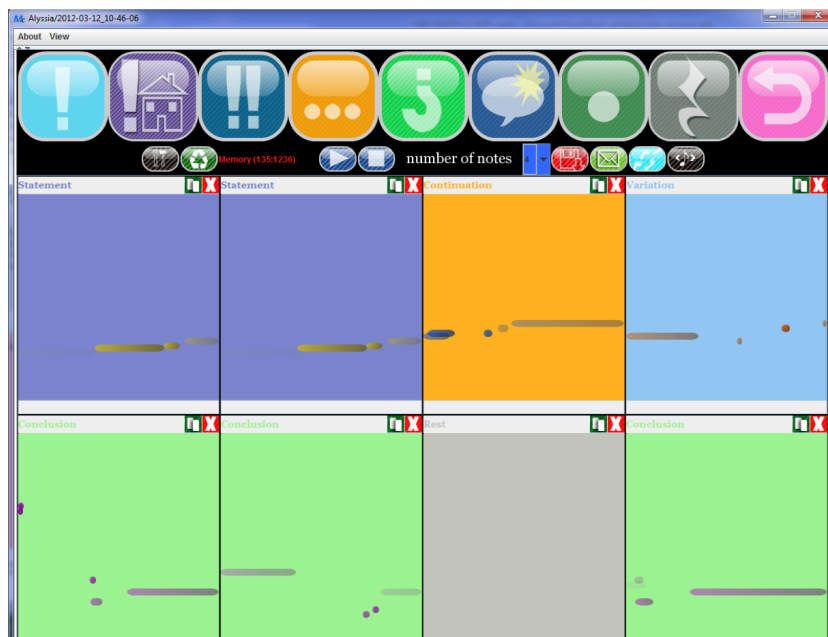 Alyssia/2012-03-12_10-46-06
About View
Memory (135:1236) number of notes 4
Statement Statement Continuation Variation
Conclusion Conclusion Rest Conclusion